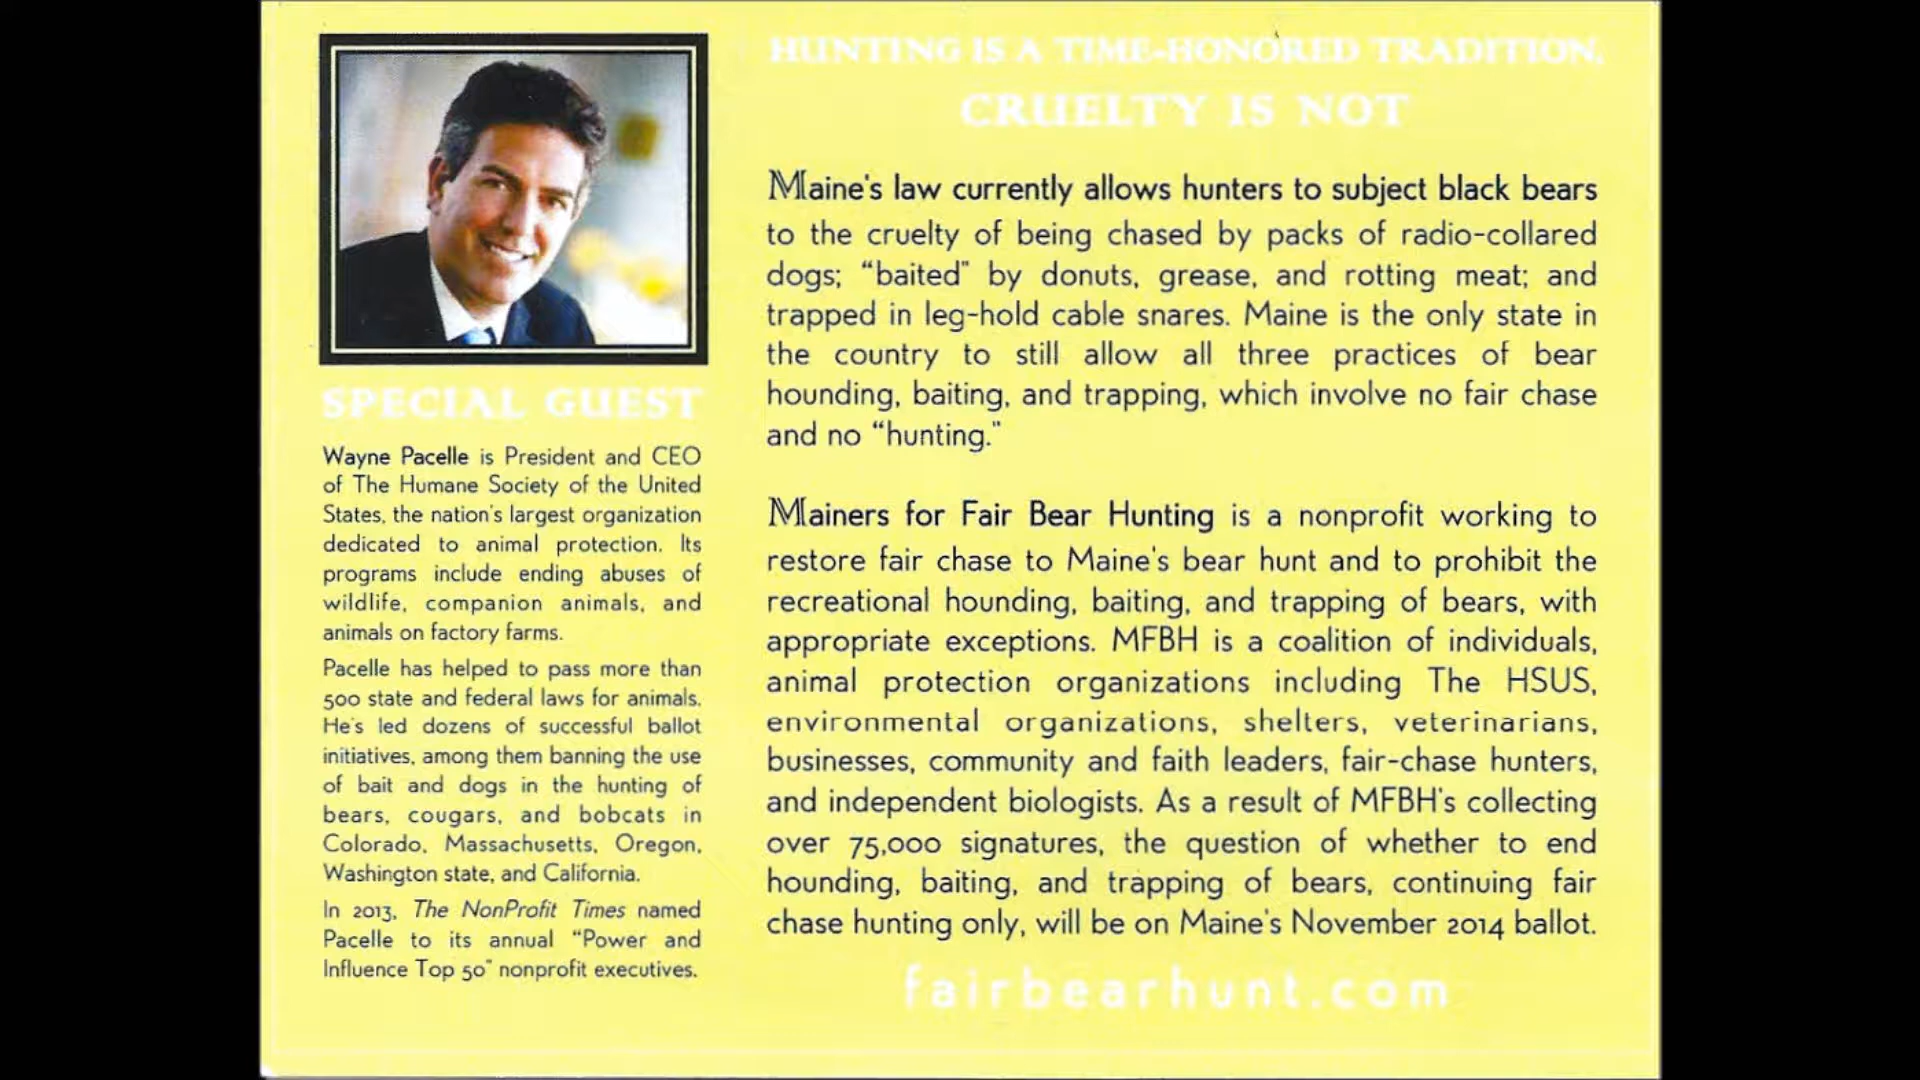 SPECIAL GUEST
Wayne Pacelle is President and CEO
of The Humane Society of the United
States, the nation's largest organization
dedicated to animal protection. Its
programs include ending abuses of
wildlife, companion animals, and
animals on factory farms.
Pacelle has helped to pass more than
500 state and federal laws for animals.
He's led dozens of successful ballot
initiatives, among them banning the use
of bait and dogs in the hunting of
bears, cougars, and bobcats in
Colorado, Massachusetts, Oregon,
Washington state, and California.
In 2013, The NonProfit Times named
Pacelle to its annual “Power and
Influence Top 50" nonprofit executives.
HUNTING IS A TIME-HONORED TRADITION,
CRUELTY IS NOT
Maine's law currently allows hunters to subject black bears
to the cruelty of being chased by packs of radio-collared
dogs; “baited" by donuts, grease, and rotting meat; and
trapped in leg-hold cable snares. Maine is the only state in
the country to still allow all three practices of bear
hounding, baiting, and trapping, which involve no fair chase
and no “hunting."
Mainers for Fair Bear Hunting is a nonprofit working to
restore fair chase to Maine's bear hunt and to prohibit the
recreational hounding, baiting, and trapping of bears, with
appropriate exceptions. MFBH is a coalition of individuals,
animal protection organizations including The HSUS,
environmental organizations, shelters, veterinarians,
businesses, community and faith leaders, fair-chase hunters,
and independent biologists. As a result of MFBH's collecting
over 75,000 signatures, the question of whether to end
hounding, baiting, and trapping of bears, continuing fair
chase hunting only, will be on Maine's November 2014 ballot.
fairbearhunt.com